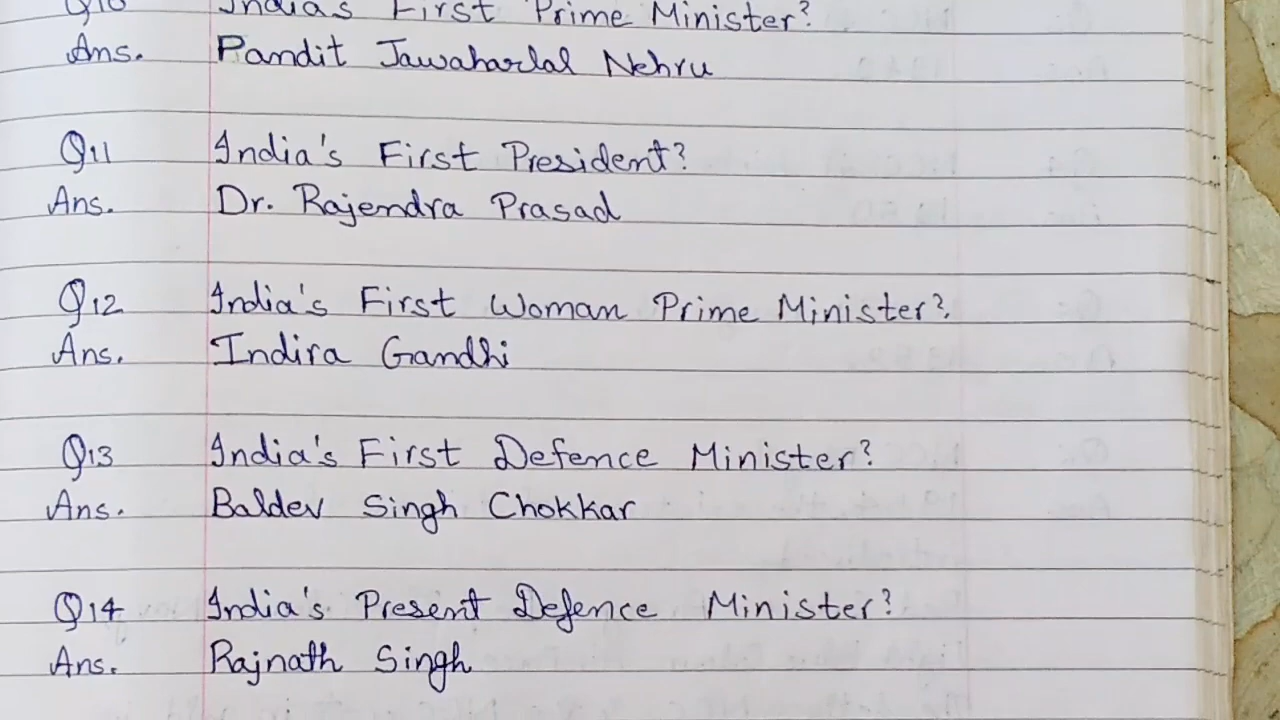 Q10 Indias First Prime Minister?
Ans. Pandit Jawaharlal Nehru
Q11 India's First President?
Ans. Dr. Rajendra Prasad
Q12 India's First Woman Prime Minister?
Ans. Indira Gandhi
Q13 India's First Defence Minister?
Ans. Baldev Singh Chokkar
Q14 India's Present Defence Minister?
Ans. Rajnath Singh